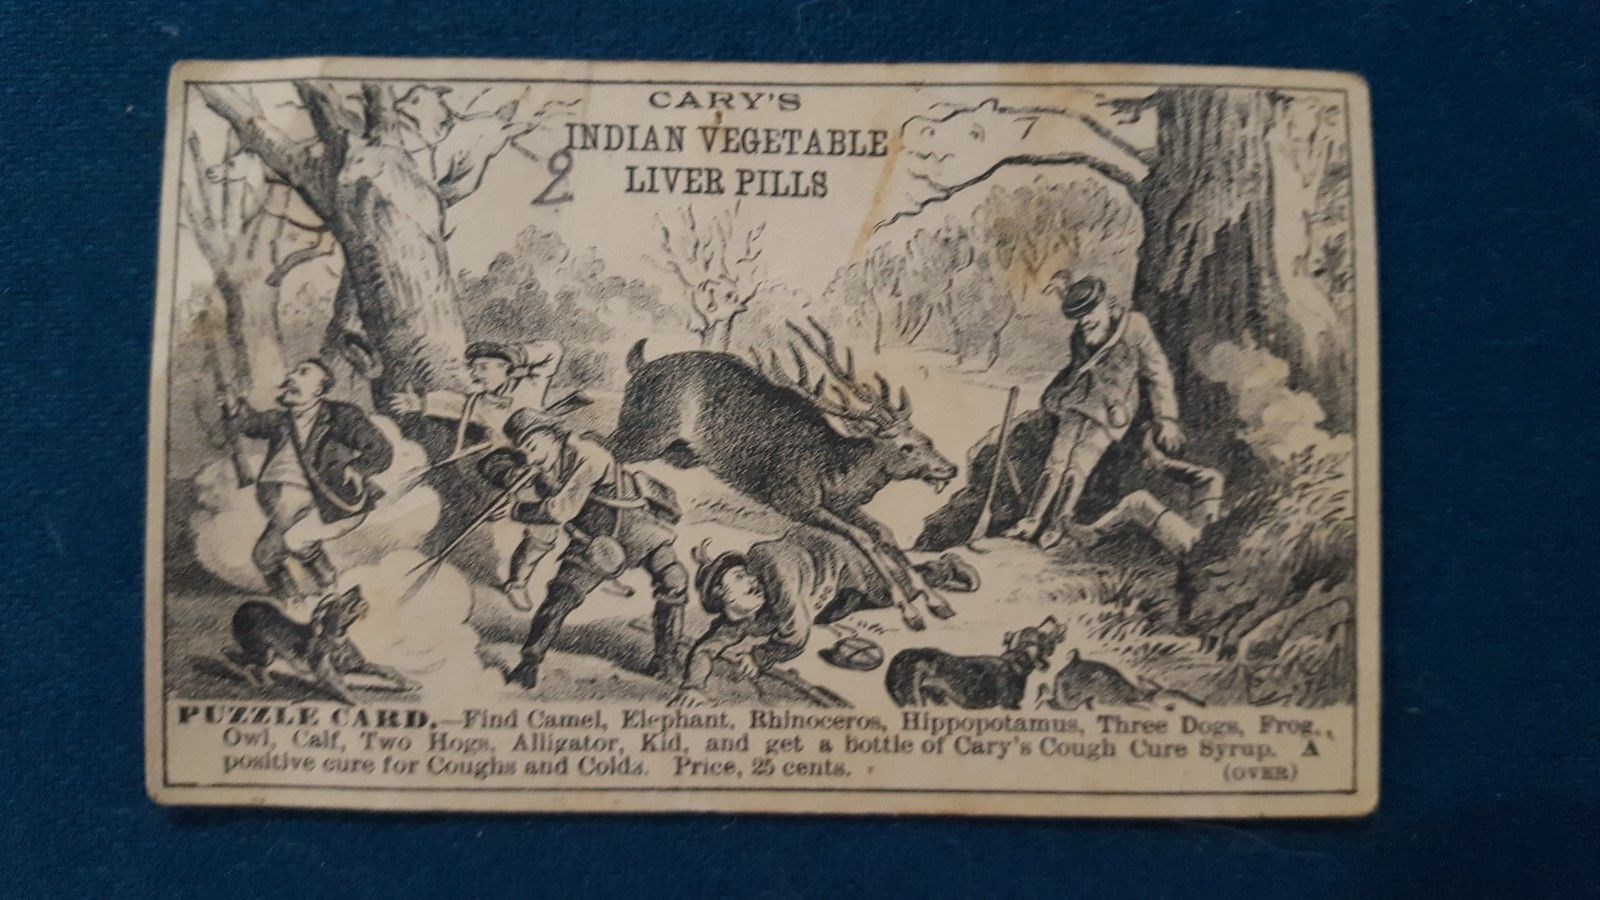 CARY'S
INDIAN VEGETABLE
LIVER PILLS
2
7
PUZZLE CARD.—Find Camel, Elephant, Rhinoceros, Hippopotamus, Three Dogs, Frog,
Owl, Calf, Two Hogs, Alligator, Kid, and get a bottle of Cary's Cough Cure Syrup. A
positive cure for Coughs and Colds. Price, 25 cents.
(OVER)